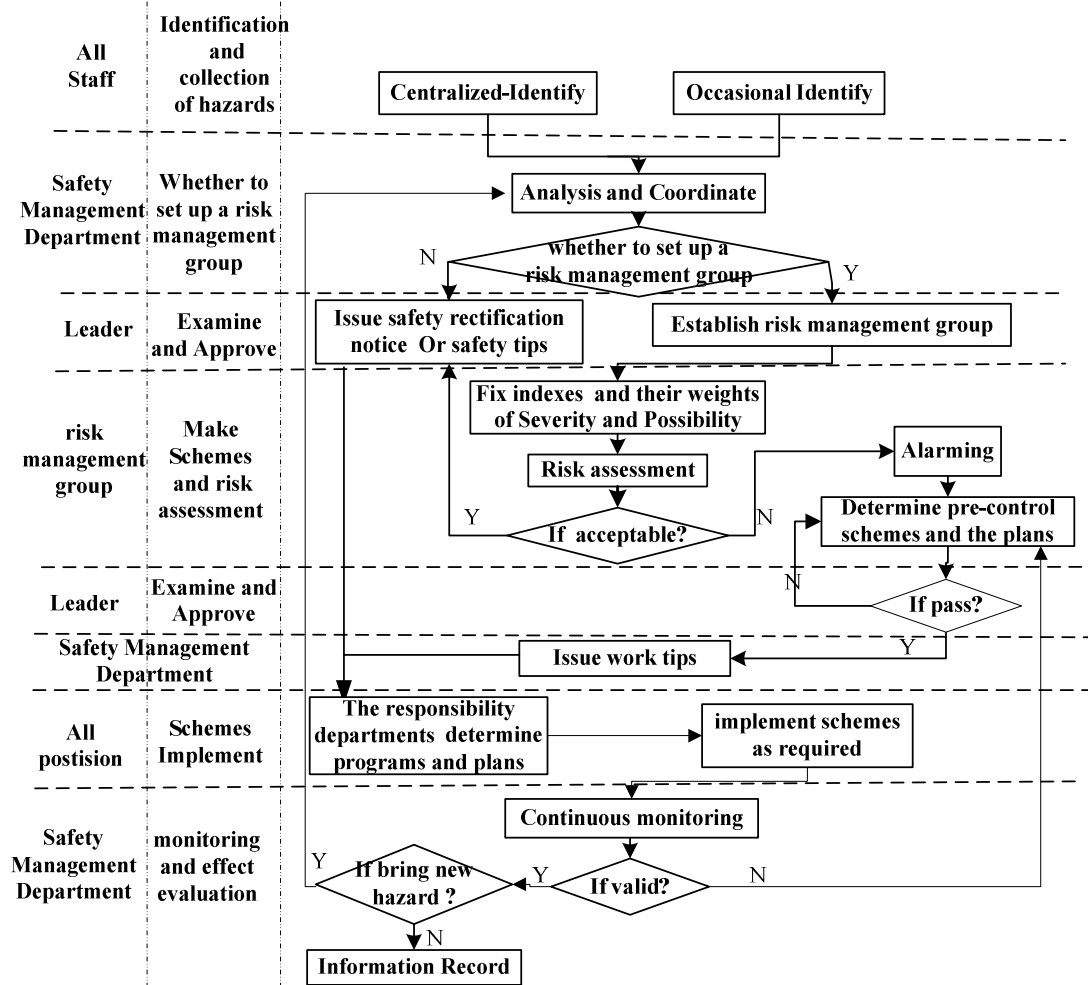 All
Staff
Identification
and
collection
of hazards
Centralized-Identify
Occasional Identify
Safety
Management
Department
Whether to
set up a risk
management
group
Analysis and Coordinate
whether to set up a
risk management group
N
Y
Leader
Examine
and Approve
Issue safety rectification
notice Or safety tips
Establish risk management group
risk
management
group
Make
Schemes
and risk
assessment
Fix indexes and their weights
of Severity and Possibility
Risk assessment
If acceptable?
Y
N
Alarming
Determine pre-control
schemes and the plans
N
Leader
Examine and
Approve
If pass?
Y
Safety Management
Department
Issue work tips
All
postision
Schemes
Implement
The responsibility
departments determine
programs and plans
implement schemes
as required
Safety
Management
Department
monitoring
and effect
evaluation
Continuous monitoring
Y
If bring new
hazard ?
Y
If valid?
N
N
Information Record